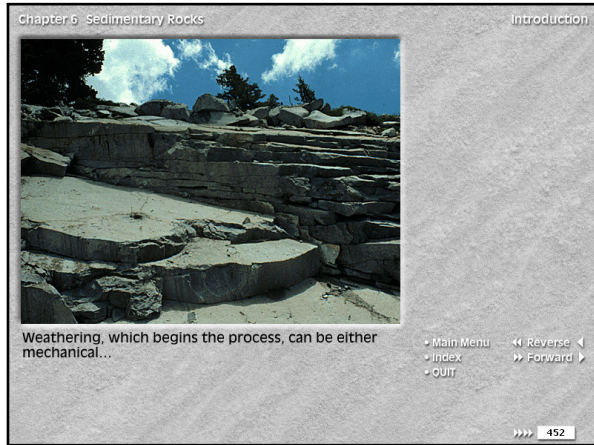 Chapter 6 Sedimentary Rocks
Introduction
Weathering, which begins the process, can be either
mechanical...
• Main Menu
• Index
• QUIT
Reverse
Forward
452